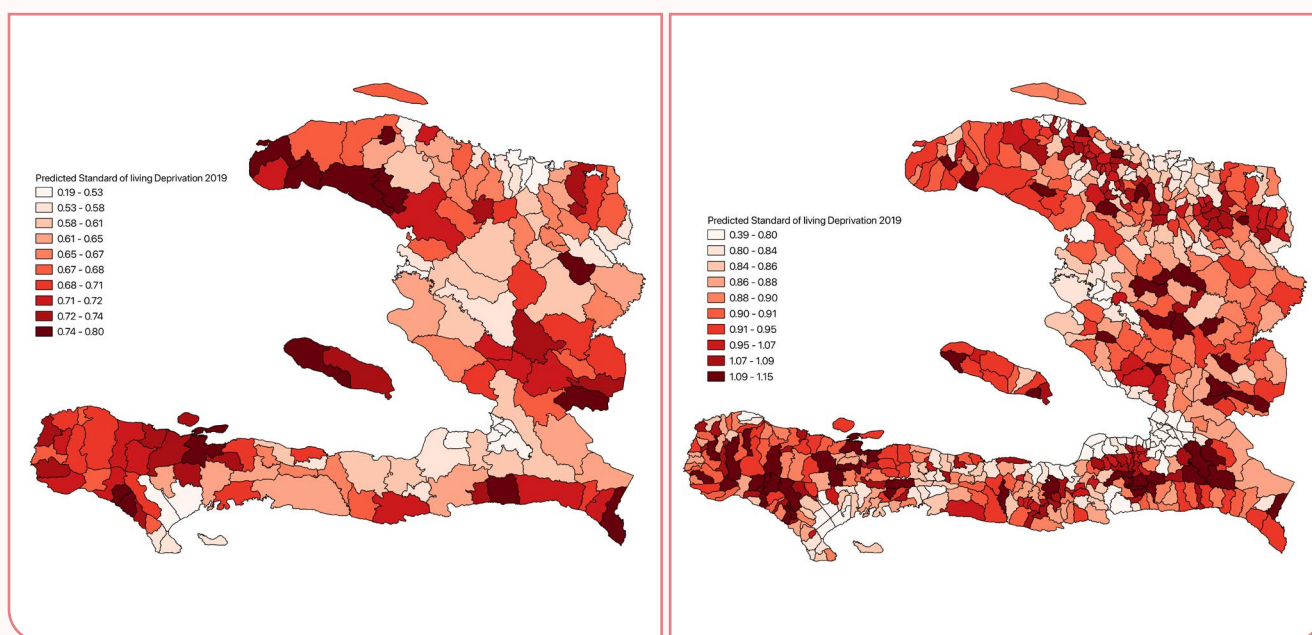 Predicted Standard of living Deprivation 2019
0.19 - 0.53
0.53 - 0.58
0.58 - 0.61
0.61 - 0.65
0.65 - 0.67
0.67 - 0.68
0.68 - 0.71
0.71 - 0.72
0.72 - 0.74
0.74 - 0.80
Predicted Standard of living Deprivation 2019
0.39 - 0.80
0.80 - 0.84
0.84 - 0.86
0.86 - 0.88
0.88 - 0.90
0.90 - 0.91
0.91 - 0.95
0.95 - 1.07
1.07 - 1.09
1.09 - 1.15